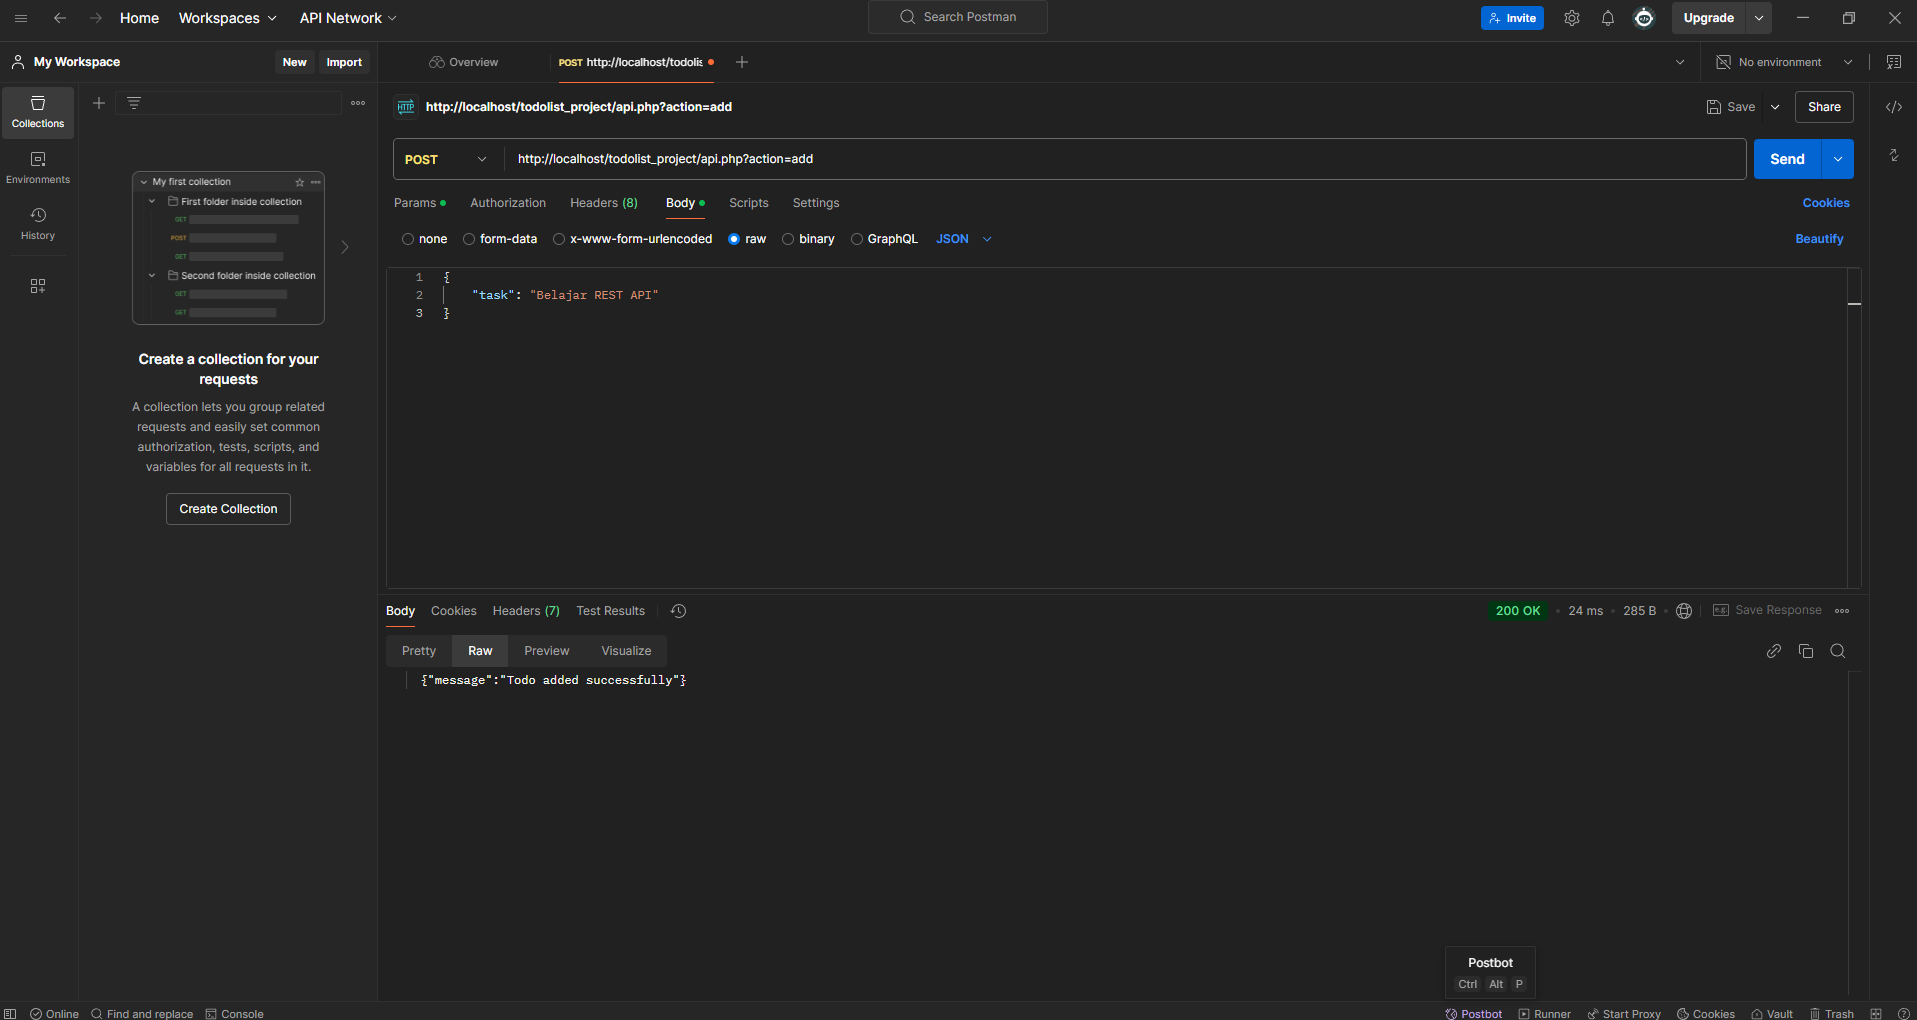 Home Workspaces API Network Search Postman Invite Upgrade
My Workspace New Import Overview POST http://localhost/todolis No environment
Collections
Environments
History
My first collection
First folder inside collection
GET
POST
GET
Second folder inside collection
GET
GET
Create a collection for your
requests
A collection lets you group related
requests and easily set common
authorization, tests, scripts, and
variables for all requests in it.
Create Collection
HTTP http://localhost/todolist_project/api.php?action=add Save Share
POST http://localhost/todolist_project/api.php?action=add Send
Params Authorization Headers (8) Body Scripts Settings Cookies
none form-data x-www-form-urlencoded raw binary GraphQL JSON Beautify
1 {
2 "task": "Belajar REST API"
3 }
Body Cookies Headers (7) Test Results 200 OK 24 ms 285 B e.g. Save Response
Pretty Raw Preview Visualize
{"message":"Todo added successfully"}
Postbot
Ctrl Alt P
Online Find and replace Console Postbot Runner Start Proxy Cookies Vault Trash